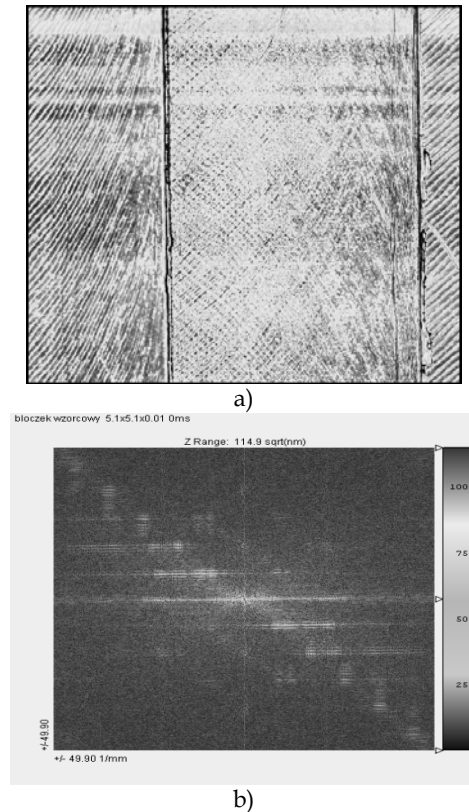 a)
bloczek wzorcowy 5.1x5.1x0.01 0ms
Z Range: 114.9 sqrt(nm)
100
75
50
25
+/-49.90
+/- 49.90 1/mm
b)